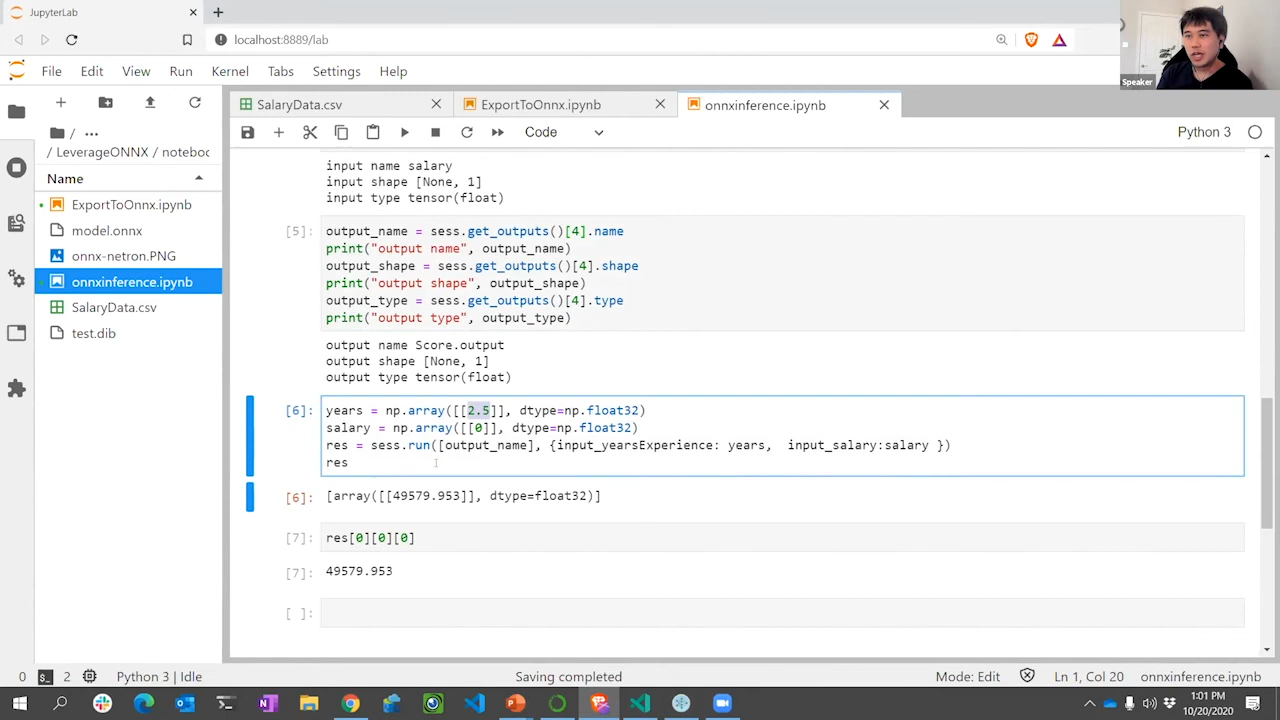 JupyterLab
localhost:8889/lab
Speaker
File Edit View Run Kernel Tabs Settings Help
SalaryData.csv
ExportToOnnx.ipynb
onnxinference.ipynb
Code
Python 3
/ ...
/ LeverageONNX / notebooc
Name
ExportToOnnx.ipynb
model.onnx
onnx-netron.PNG
onnxinference.ipynb
SalaryData.csv
test.dib
input name salary
input shape [None, 1]
input type tensor(float)
[5]:
output_name = sess.get_outputs()[4].name
print("output name", output_name)
output_shape = sess.get_outputs()[4].shape
print("output shape", output_shape)
output_type = sess.get_outputs()[4].type
print("output type", output_type)
output name Score.output
output shape [None, 1]
output type tensor(float)
[6]:
years = np.array([[2.5]], dtype=np.float32)
salary = np.array([[0]], dtype=np.float32)
res = sess.run([output_name], {input_yearsExperience: years,  input_salary:salary })
res
[6]:
[array([[49579.953]], dtype=float32)]
[7]:
res[0][0][0]
[7]:
49579.953
[ ]:
0
$_
2
Python 3 | Idle
Saving completed
Mode: Edit
Ln 1, Col 20
onnxinference.ipynb
1:01 PM
10/20/2020